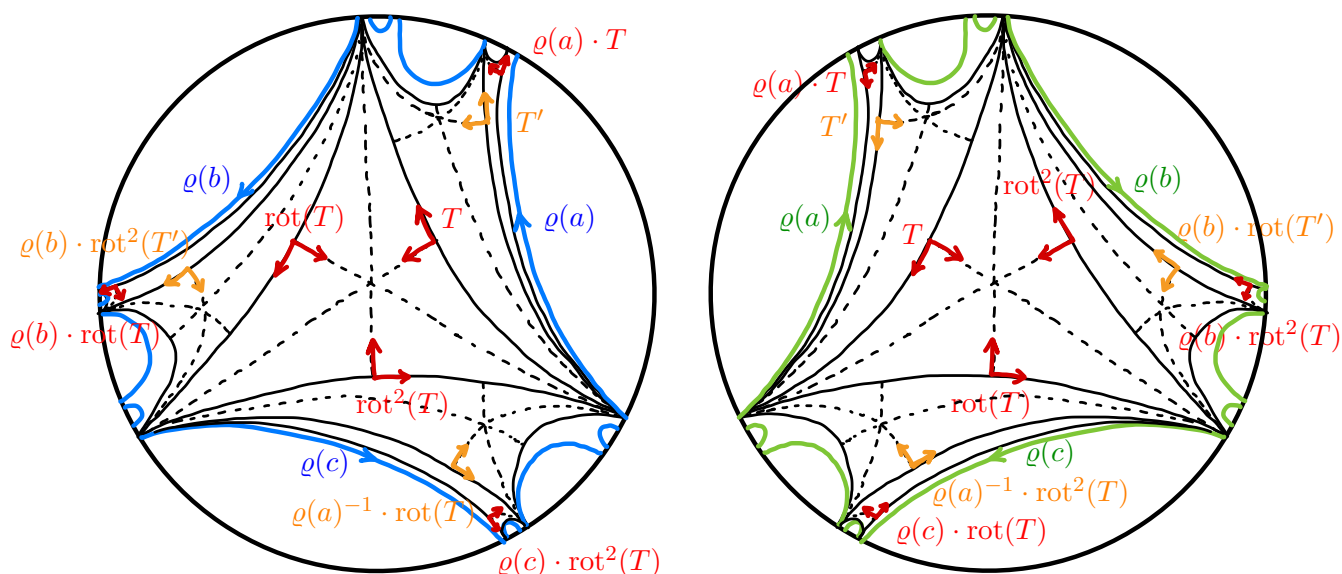 ϱ(a) · T
T′
ϱ(b)
rot(T)
T
ϱ(a)
ϱ(b) · rot²(T′)
ϱ(b) · rot(T)
rot²(T)
ϱ(c)
ϱ(a)⁻¹ · rot(T)
ϱ(c) · rot²(T)
ϱ(a) · T
T′
rot²(T)
ϱ(b)
ϱ(a)
T
ϱ(b) · rot(T′)
ϱ(b) · rot²(T)
rot(T)
ϱ(c)
ϱ(a)⁻¹ · rot²(T)
ϱ(c) · rot(T)